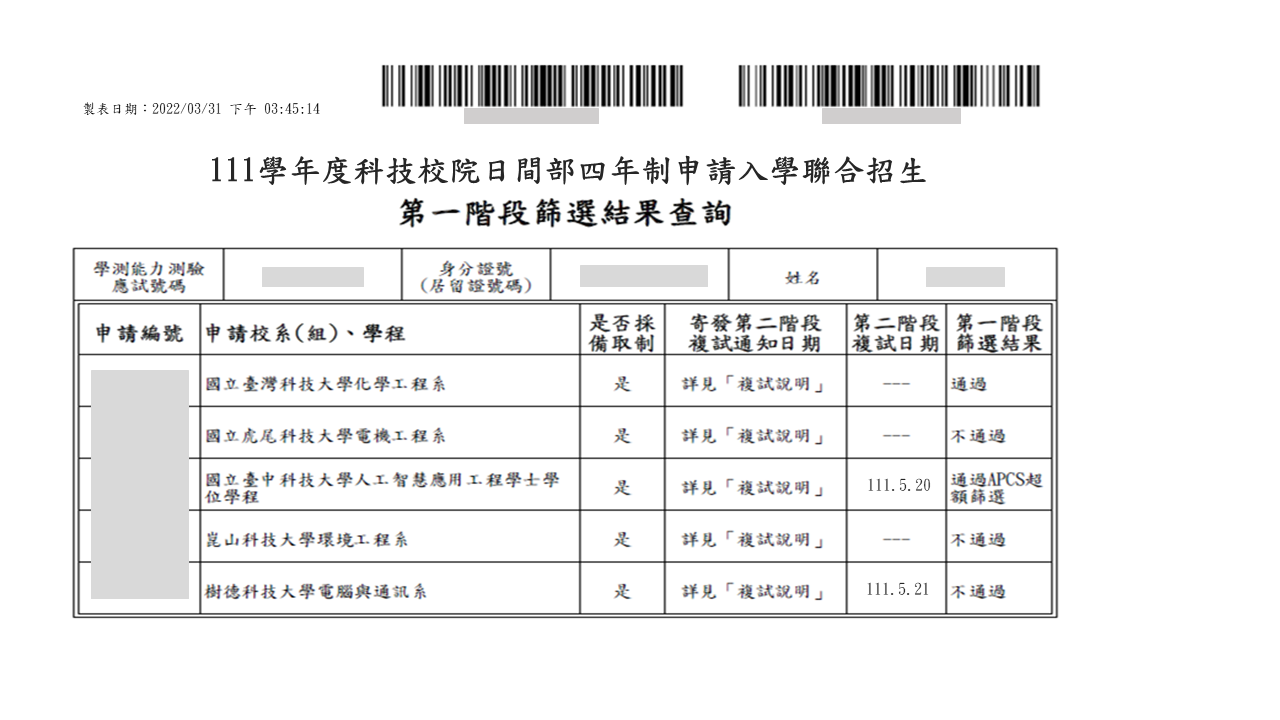 製表日期：2022/03/31 下午 03:45:14
111學年度科技校院日間部四年制申請入學聯合招生
第一階段篩選結果查詢
學測能力測驗
應試號碼
身分證號
(居留證號碼)
姓名
申請編號
申請校系(組)、學程
是否採
備取制
寄發第二階段
複試通知日期
第二階段
複試日期
第一階段
篩選結果
國立臺灣科技大學化學工程系
是
詳見「複試說明」
---
通過
國立虎尾科技大學電機工程系
是
詳見「複試說明」
---
不通過
國立臺中科技大學人工智慧應用工程學士學
位學程
是
詳見「複試說明」
111.5.20
通過APCS超
額篩選
崑山科技大學環境工程系
是
詳見「複試說明」
---
不通過
樹德科技大學電腦與通訊系
是
詳見「複試說明」
111.5.21
不通過